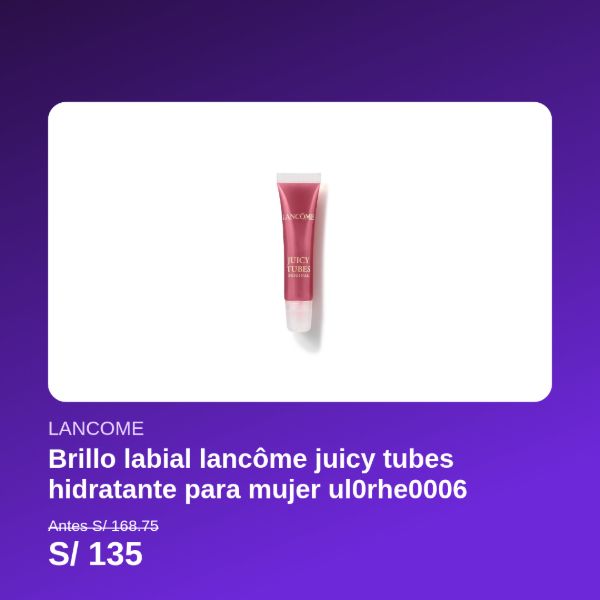 LANCÔME
JUICY
TUBES
LANCOME
Brillo labial lancôme juicy tubes
hidratante para mujer ul0rhe0006
Antes S/ 168.75
S/ 135